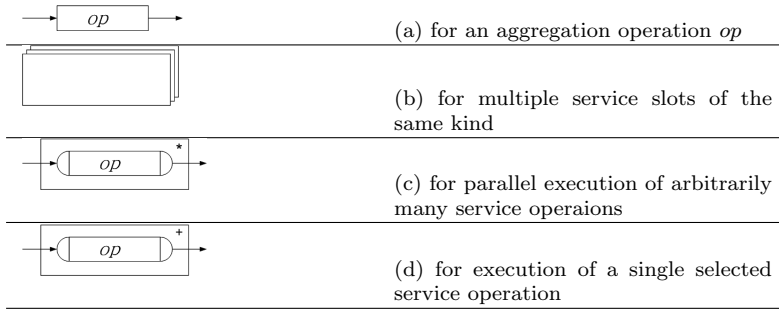 op
(a) for an aggregation operation op
(b) for multiple service slots of the
same kind
*
op
(c) for parallel execution of arbitrarily
many service operaions
+
op
(d) for execution of a single selected
service operation